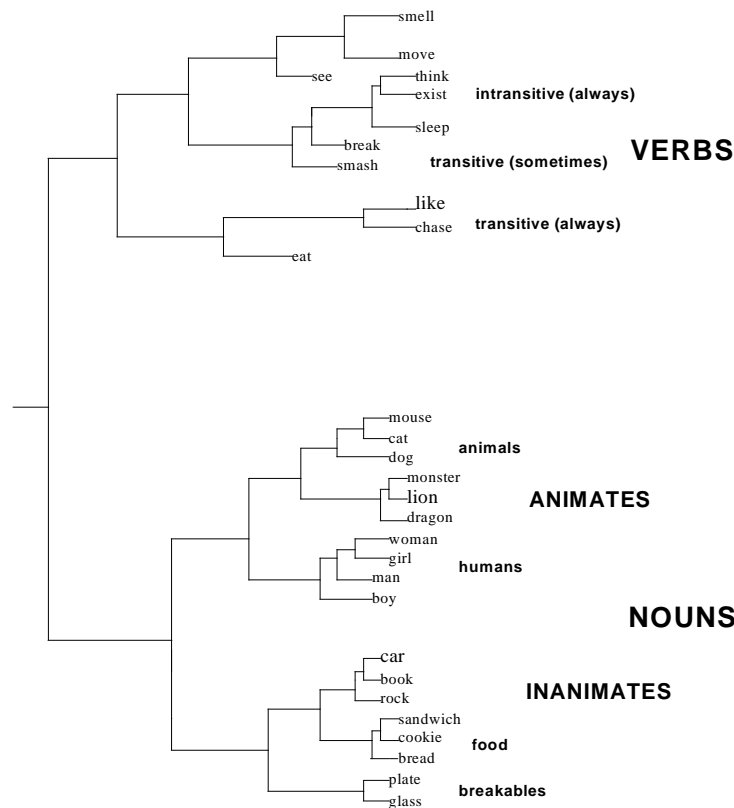 smell
move
see
think
exist
intransitive (always)
sleep
break
VERBS
smash
transitive (sometimes)
like
chase
transitive (always)
eat
mouse
cat
animals
dog
monster
lion
ANIMATES
dragon
woman
girl
humans
man
boy
NOUNS
car
book
INANIMATES
rock
sandwich
cookie
food
bread
plate
breakables
glass